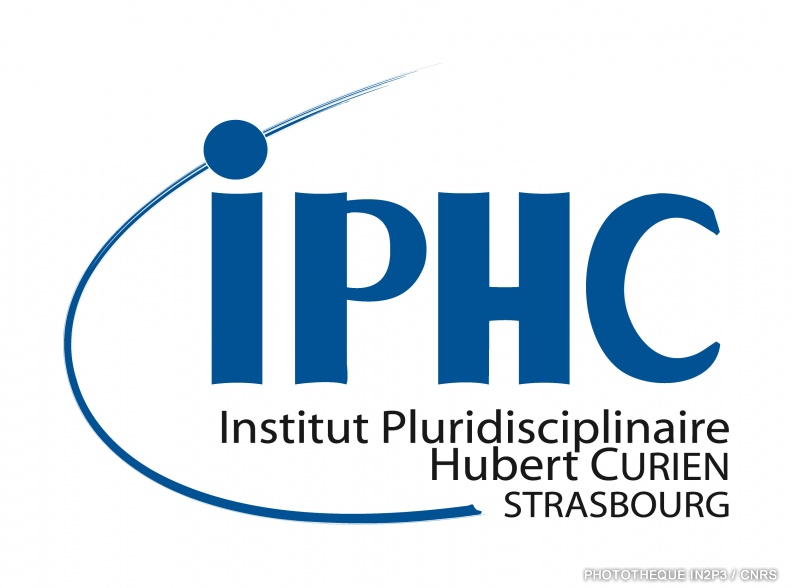 iPHC
Institut Pluridisciplinaire
Hubert CURIEN
STRASBOURG
PHOTOTHEQUE IN2P3 / CNRS